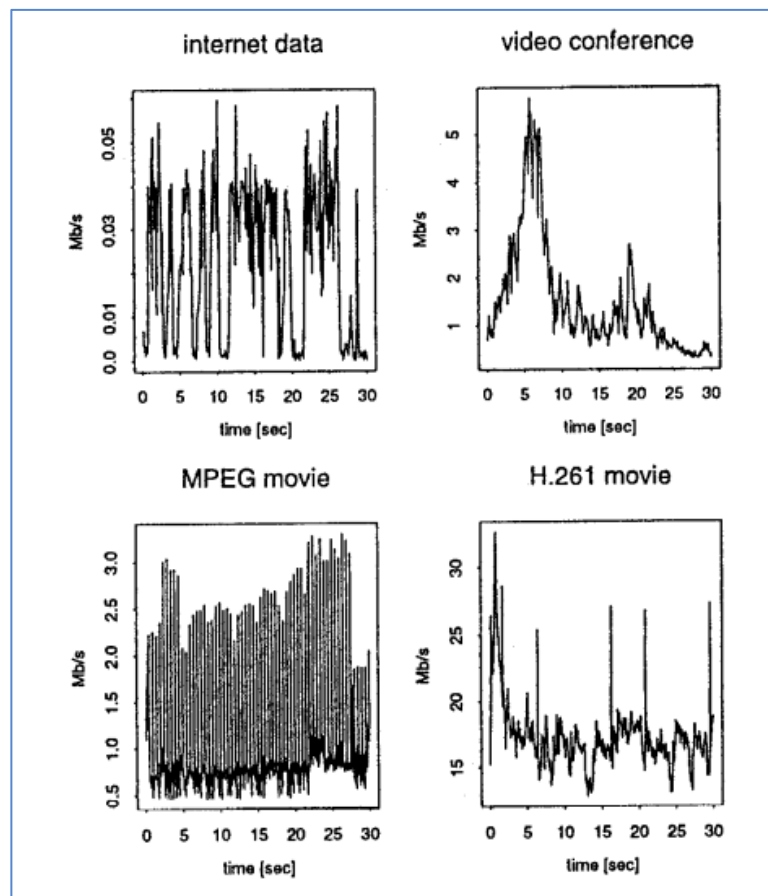 internet data
0.05
0.03
0.01
0.0
Mb/s
0 5 10 15 20 25 30
time [sec]
video conference
5
4
3
2
1
Mb/s
0 5 10 15 20 25 30
time [sec]
MPEG movie
3.0
2.5
2.0
1.5
1.0
0.5
Mb/s
0 5 10 15 20 25 30
time [sec]
H.261 movie
30
25
20
15
Mb/s
0 5 10 15 20 25 30
time [sec]